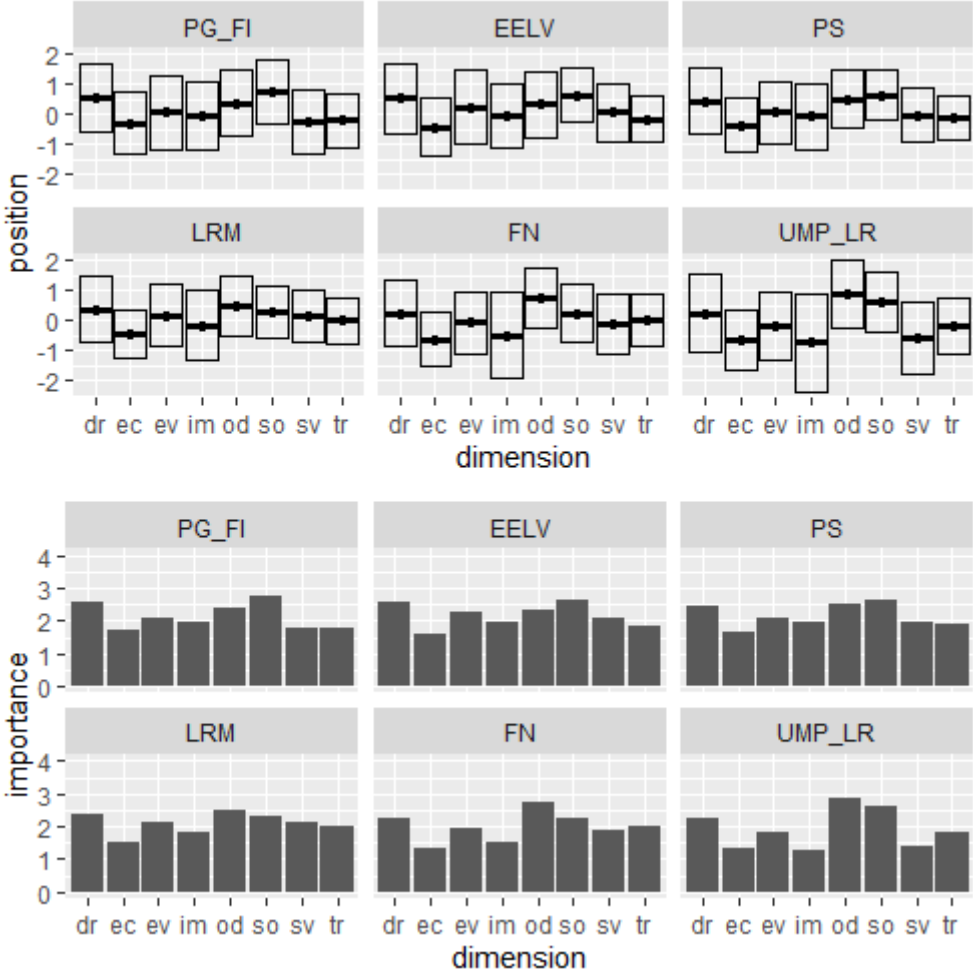 PG_FI EELV PS
2
1
0
-1
-2
position
LRM FN UMP_LR
2
1
0
-1
-2
dr ec ev im od so sv tr dr ec ev im od so sv tr dr ec ev im od so sv tr
dimension
PG_FI EELV PS
4
3
2
1
0
importance
LRM FN UMP_LR
4
3
2
1
0
dr ec ev im od so sv tr dr ec ev im od so sv tr dr ec ev im od so sv tr
dimension